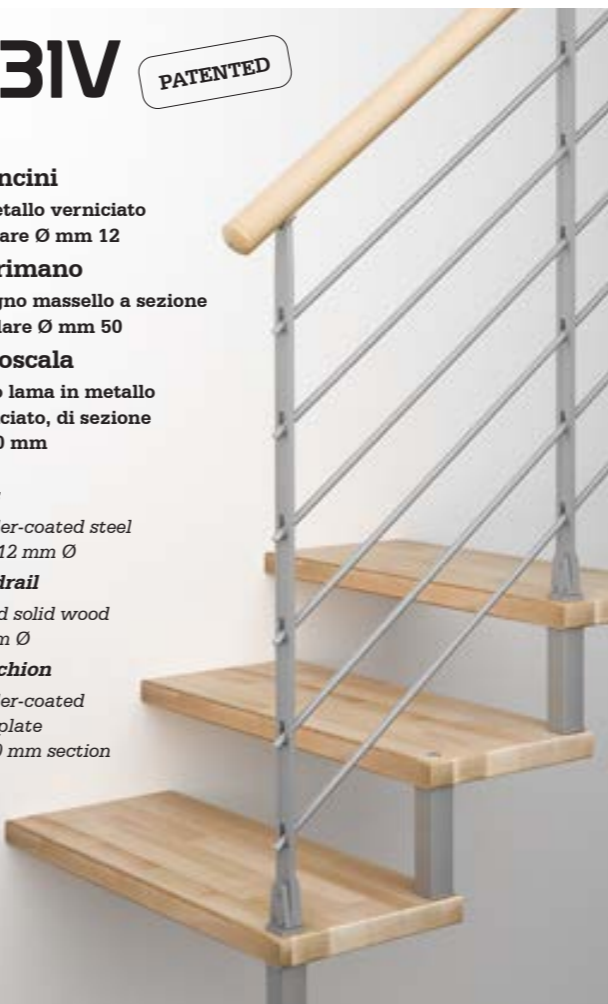 31V
PATENTED
ncini
etallo verniciato
are Ø mm 12
rimano
gno massello a sezione
lare Ø mm 50
oscala
o lama in metallo
ciato, di sezione
0 mm
er-coated steel
12 mm Ø
drail
d solid wood
m Ø
chion
er-coated
plate
0 mm section